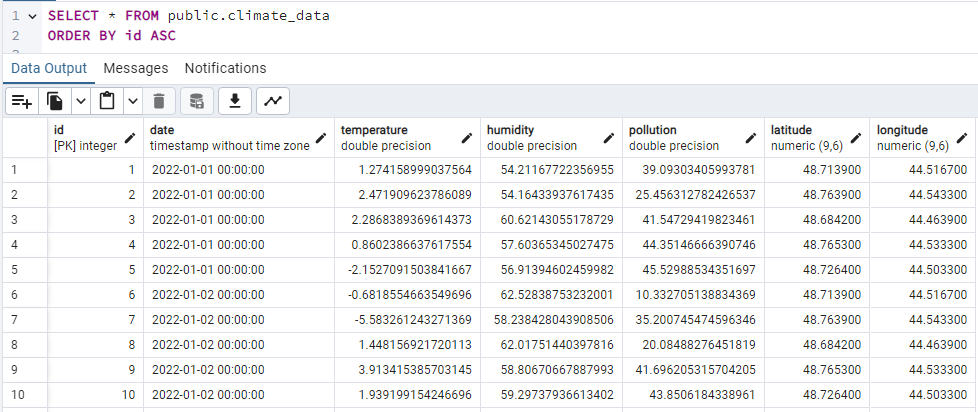 1 SELECT * FROM public.climate_data
2 ORDER BY id ASC
Data Output Messages Notifications
id date temperature humidity pollution latitude longitude
[PK] integer timestamp without time zone double precision double precision double precision numeric (9,6) numeric (9,6)
1 1 2022-01-01 00:00:00 1.274158999037564 54.21167722356955 39.09303405993781 48.713900 44.516700
2 2 2022-01-01 00:00:00 2.471909623786089 54.16433937617435 25.456312782426537 48.763900 44.543300
3 3 2022-01-01 00:00:00 2.2868389369614373 60.62143055178729 41.54729419823461 48.684200 44.463900
4 4 2022-01-01 00:00:00 0.8602386637617554 57.60365345027475 44.35146666390746 48.765300 44.533300
5 5 2022-01-01 00:00:00 -2.1527091503841667 56.91394602459982 45.52988534351697 48.726400 44.503300
6 6 2022-01-02 00:00:00 -0.6818554663549696 62.52838753232001 10.332705138834369 48.713900 44.516700
7 7 2022-01-02 00:00:00 -5.583261243271369 58.238428043908506 35.200745474596346 48.763900 44.543300
8 8 2022-01-02 00:00:00 1.448156921720113 62.01751440397816 20.08488276451819 48.684200 44.463900
9 9 2022-01-02 00:00:00 3.913415385703145 58.80670667887993 41.696205315704205 48.765300 44.533300
10 10 2022-01-02 00:00:00 1.939199154246696 59.29737936613402 43.8506184338961 48.726400 44.503300